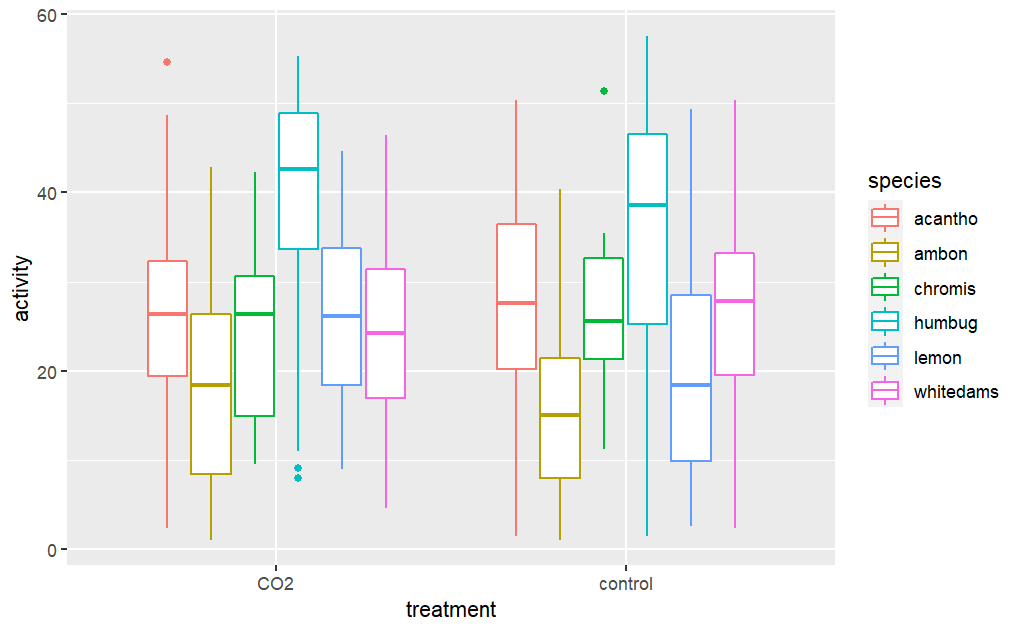 60
40
20
0
activity
CO2
control
treatment
species
acantho
ambon
chromis
humbug
lemon
whitedams